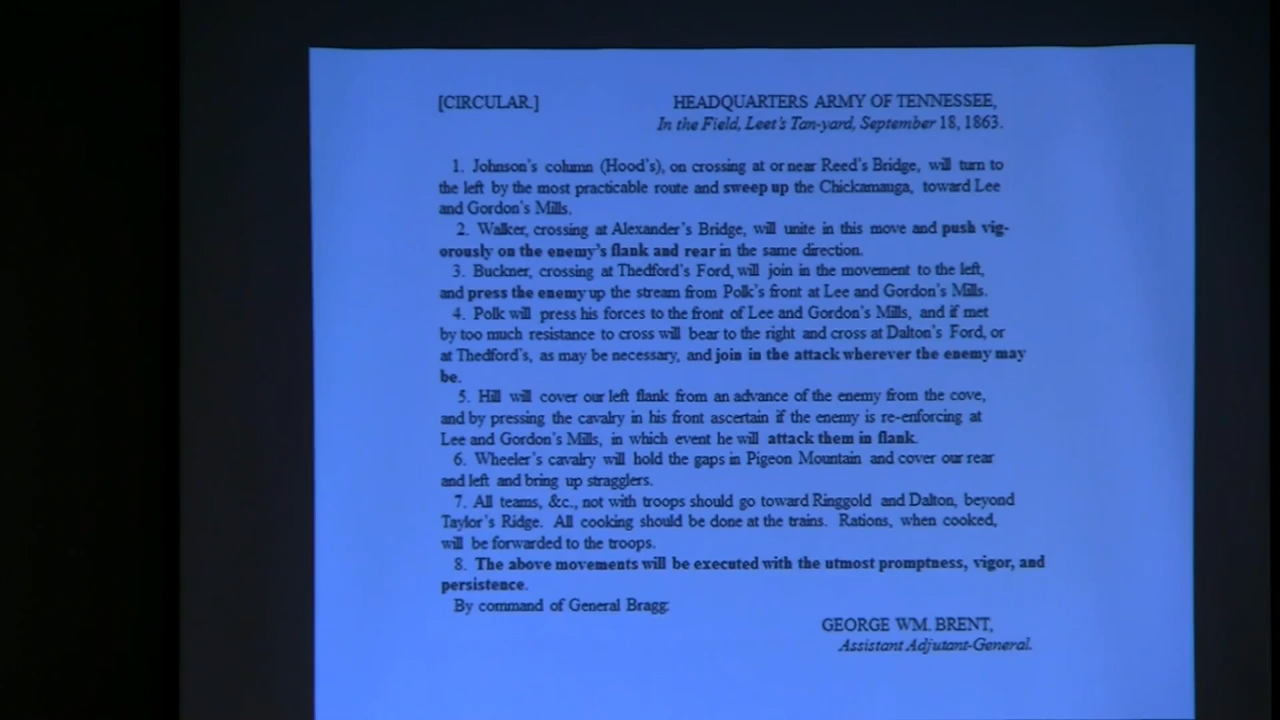 [CIRCULAR.] HEADQUARTERS ARMY OF TENNESSEE,
In the Field, Leet's Tan-yard, September 18, 1863.
1. Johnson's column (Hood's), on crossing at or near Reed's Bridge, will turn to
the left by the most practicable route and sweep up the Chickamauga, toward Lee
and Gordon's Mills.
2. Walker, crossing at Alexander's Bridge, will unite in this move and push vig-
orously on the enemy's flank and rear in the same direction.
3. Buckner, crossing at Thedford's Ford, will join in the movement to the left,
and press the enemy up the stream from Polk's front at Lee and Gordon's Mills.
4. Polk will press his forces to the front of Lee and Gordon's Mills, and if met
by too much resistance to cross will bear to the right and cross at Dalton's Ford, or
at Thedford's, as may be necessary, and join in the attack wherever the enemy may
be.
5. Hill will cover our left flank from an advance of the enemy from the cove,
and by pressing the cavalry in his front ascertain if the enemy is re-enforcing at
Lee and Gordon's Mills, in which event he will attack them in flank.
6. Wheeler's cavalry will hold the gaps in Pigeon Mountain and cover our rear
and left and bring up stragglers.
7. All teams, &c., not with troops should go toward Ringgold and Dalton, beyond
Taylor's Ridge. All cooking should be done at the trains. Rations, when cooked,
will be forwarded to the troops.
8. The above movements will be executed with the utmost promptness, vigor, and
persistence.
By command of General Bragg:
GEORGE WM. BRENT,
Assistant Adjutant-General.